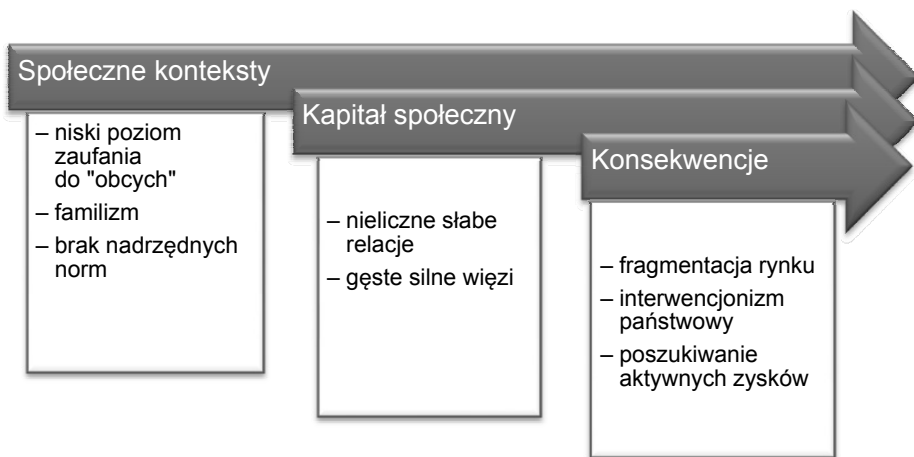 Społeczne konteksty
– niski poziom
zaufania
do "obcych"
– familizm
– brak nadrzędnych
norm
Kapitał społeczny
– nieliczne słabe
relacje
– gęste silne więzi
Konsekwencje
– fragmentacja rynku
– interwencjonizm
państwowy
– poszukiwanie
aktywnych zysków